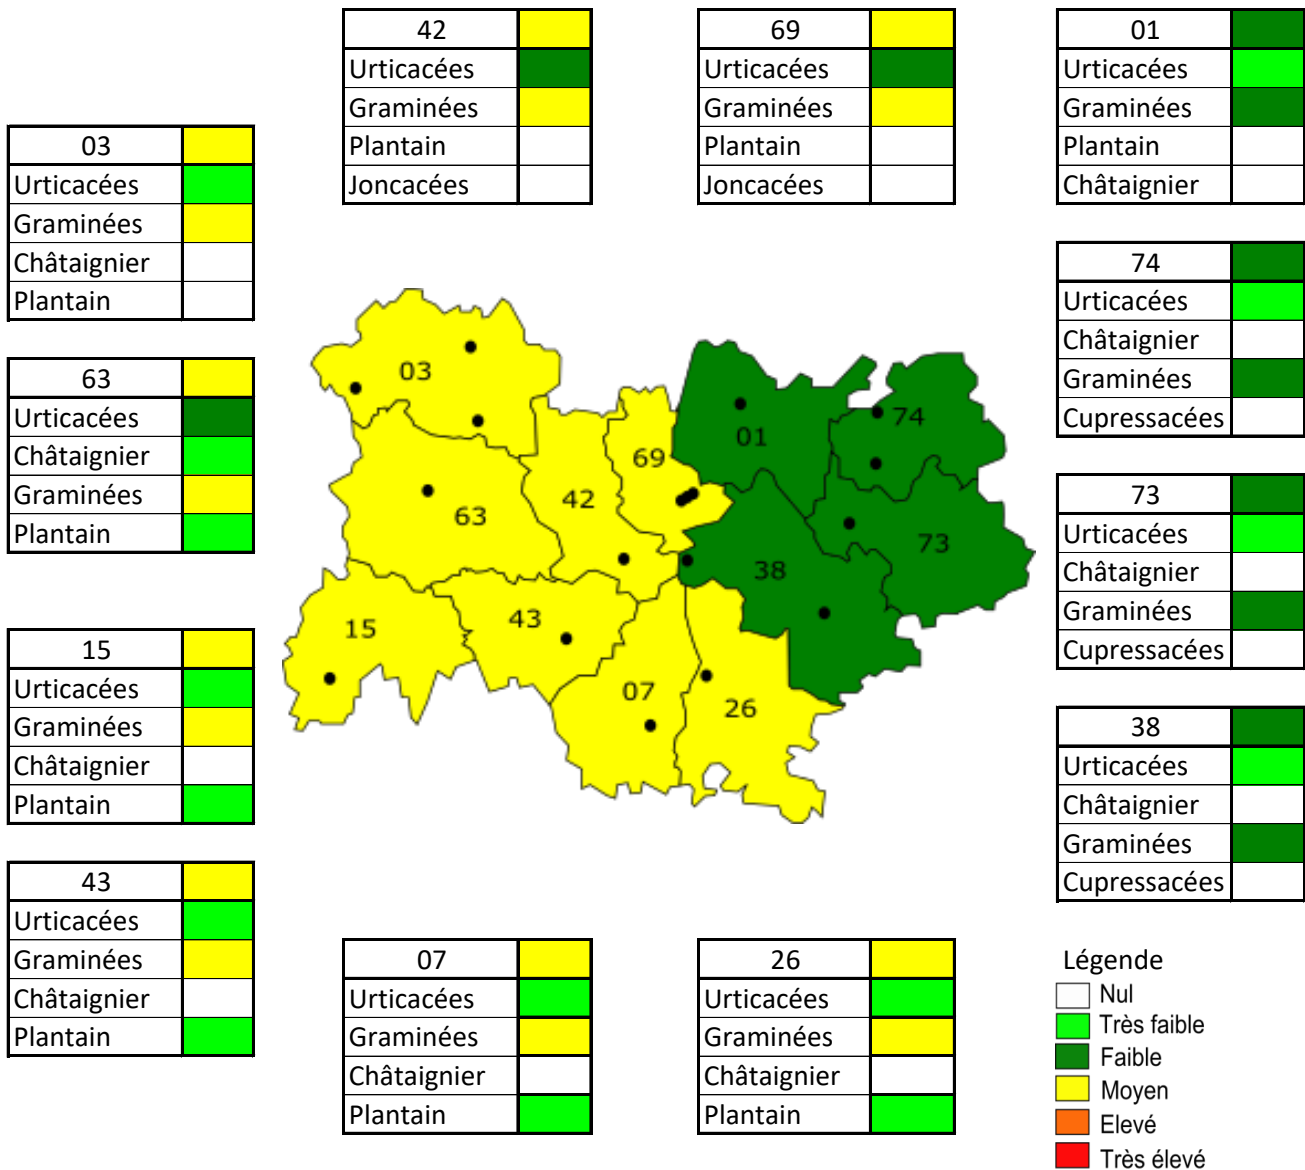 42
Urticacées
Graminées
Plantain
Joncacées
69
Urticacées
Graminées
Plantain
Joncacées
01
Urticacées
Graminées
Plantain
Châtaignier
03
Urticacées
Graminées
Châtaignier
Plantain
74
Urticacées
Châtaignier
Graminées
Cupressacées
63
Urticacées
Châtaignier
Graminées
Plantain
03
01
74
69
42
63
73
38
43
15
07
26
73
Urticacées
Châtaignier
Graminées
Cupressacées
15
Urticacées
Graminées
Châtaignier
Plantain
38
Urticacées
Châtaignier
Graminées
Cupressacées
43
Urticacées
Graminées
Châtaignier
Plantain
07
Urticacées
Graminées
Châtaignier
Plantain
26
Urticacées
Graminées
Châtaignier
Plantain
Légende
Nul
Très faible
Faible
Moyen
Elevé
Très élevé